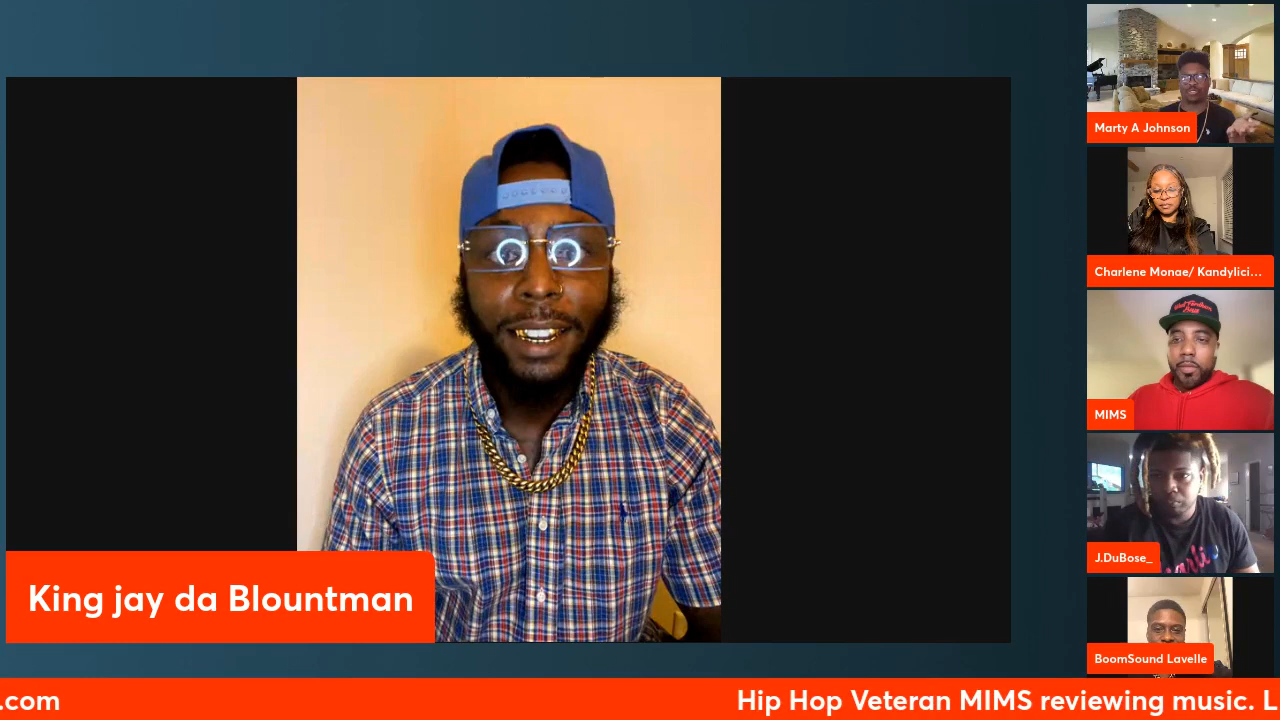 King jay da Blountman
Marty A Johnson
Charlene Monae/ Kandylici...
MIMS
J.DuBose_
BoomSound Lavelle
.com
Hip Hop Veteran MIMS reviewing music. L